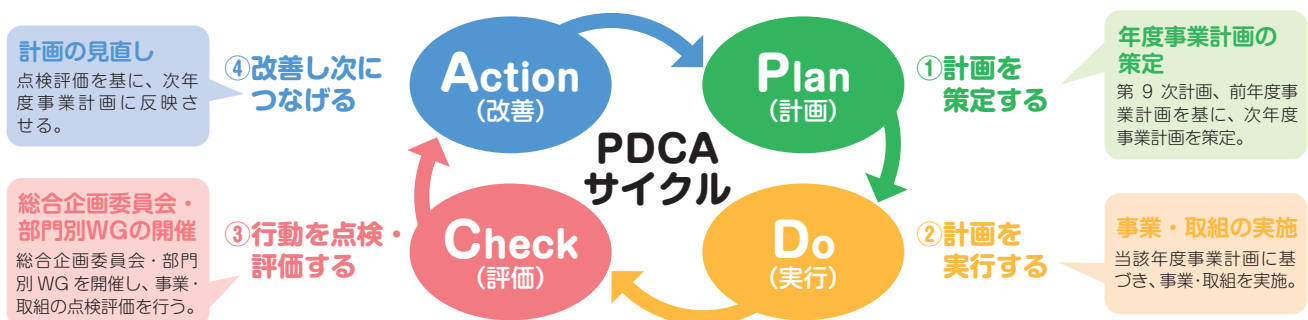 計画の見直し
点検評価を基に、次年
度事業計画に反映さ
せる。
④改善し次に
つなげる
Action
(改善)
Plan
(計画)
①計画を
策定する
年度事業計画の
策定
第 9 次計画、前年度事
業計画を基に、次年度
事業計画を策定。
PDCA
サイクル
総合企画委員会・
部門別WGの開催
総合企画委員会・部門
別 WG を開催し、事業・
取組の点検評価を行う。
③行動を点検・
評価する
Check
(評価)
Do
(実行)
②計画を
実行する
事業・取組の実施
当該年度事業計画に基
づき、事業・取組を実施。